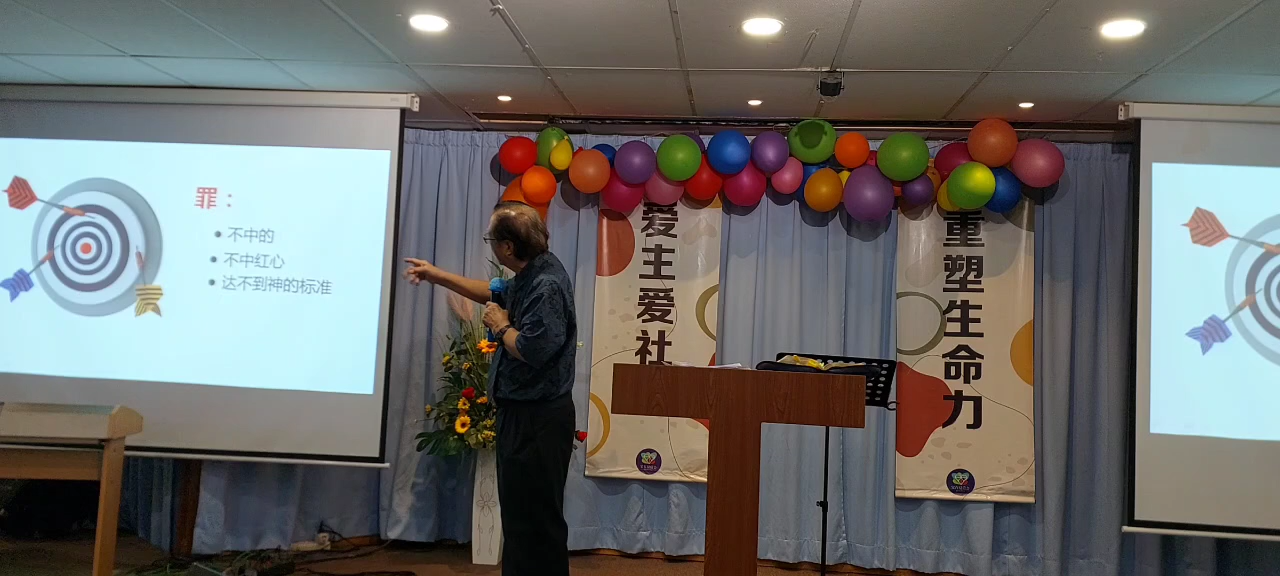 罪：
● 不中的
● 不中红心
● 达不到神的标准
爱主爱社
重塑生命力